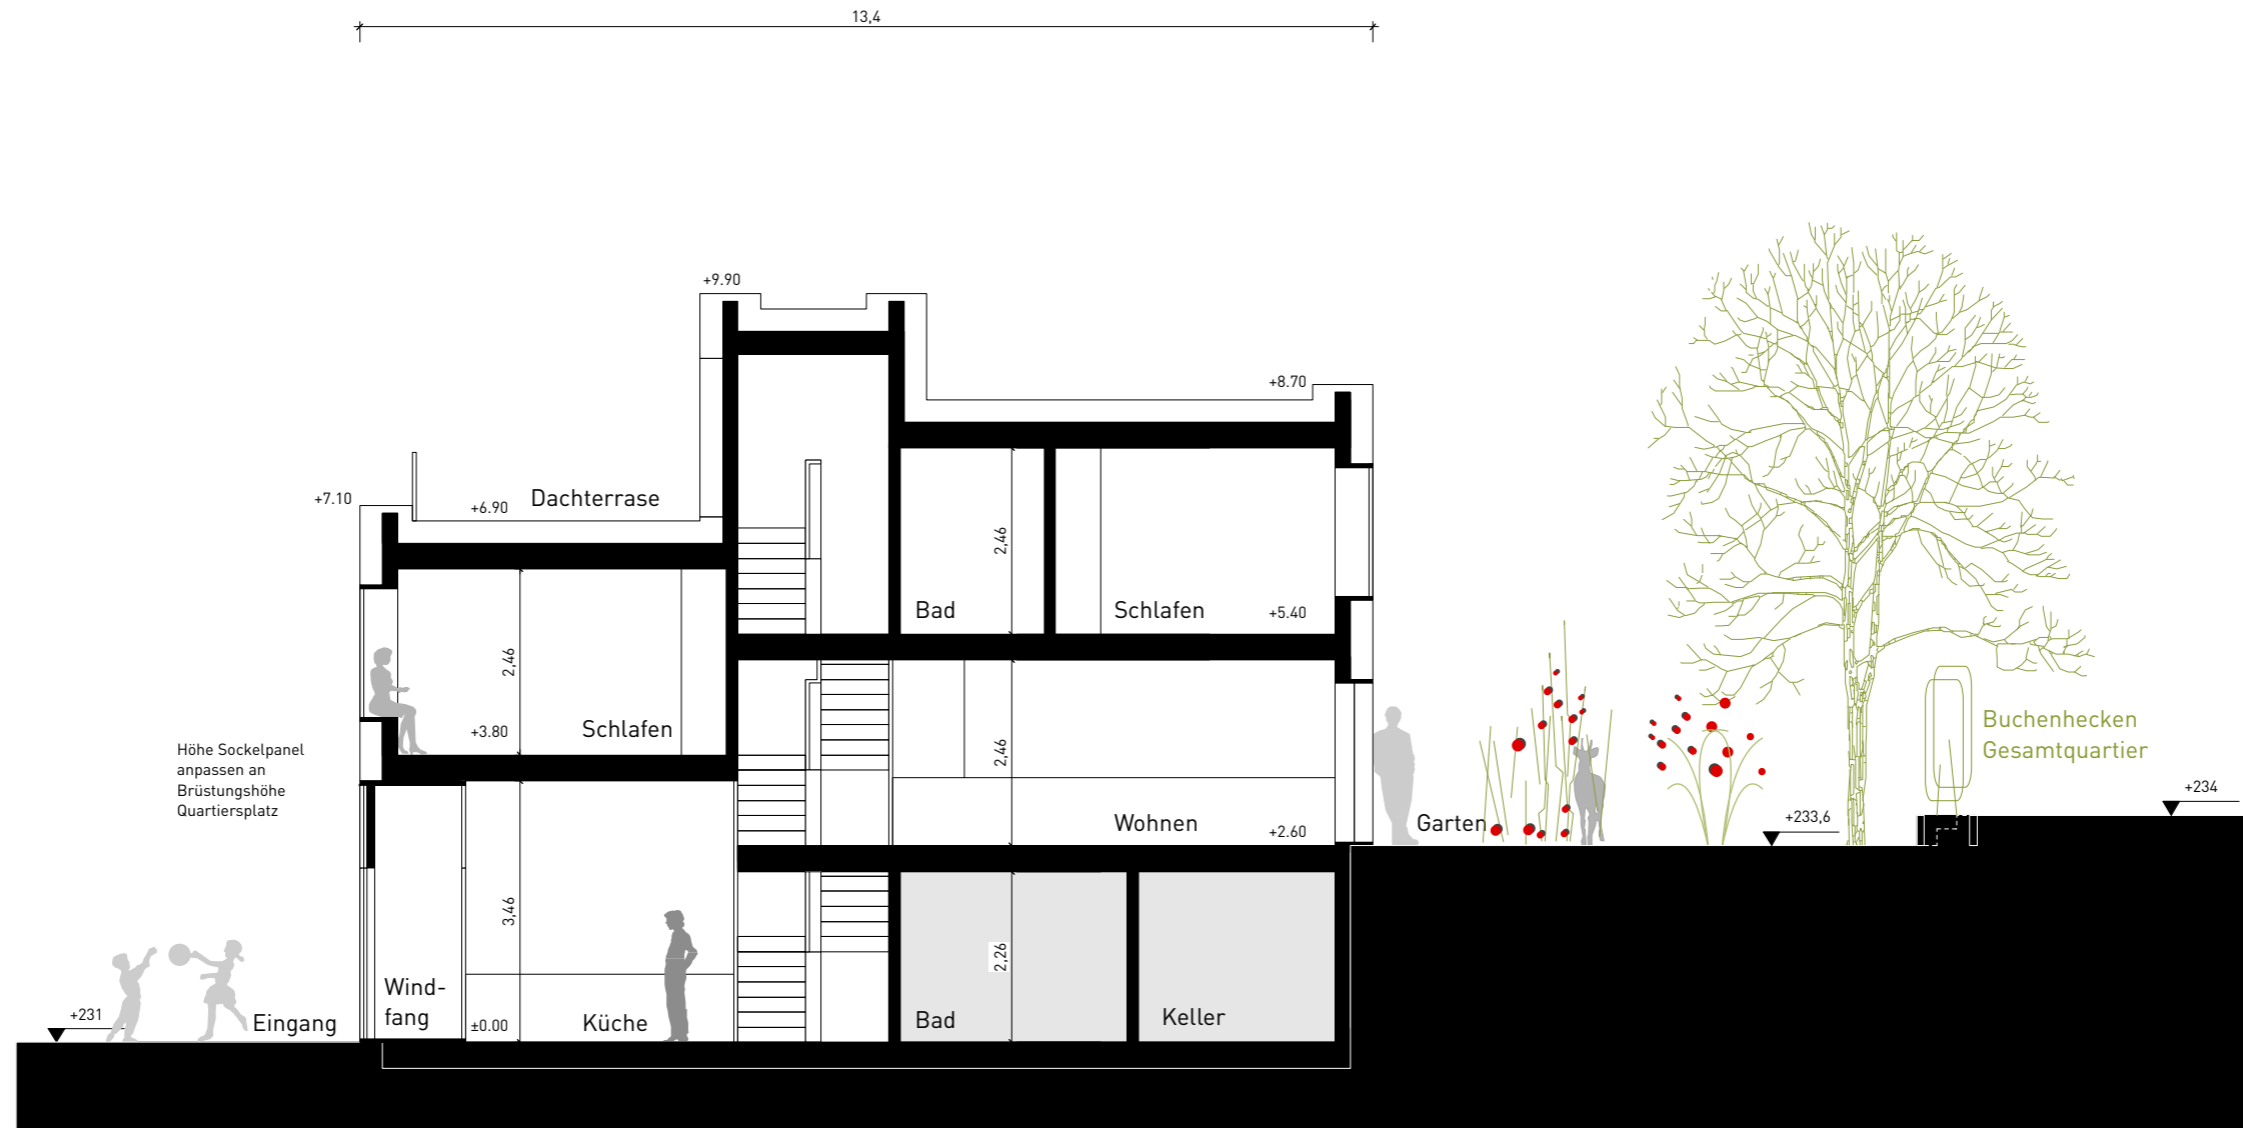 13,4
+9.90
+8.70
+7.10
+6.90
Dachterrase
2,46
Bad
Schlafen
+5.40
2,46
+3.80
Schlafen
2,46
Wohnen
+2.60
Höhe Sockelpanel
anpassen an
Brüstungshöhe
Quartiersplatz
Buchenhecken
Gesamtquartier
+234
+233,6
Garten
3,46
2,26
Wind-
fang
±0.00
Küche
Bad
Keller
+231
Eingang